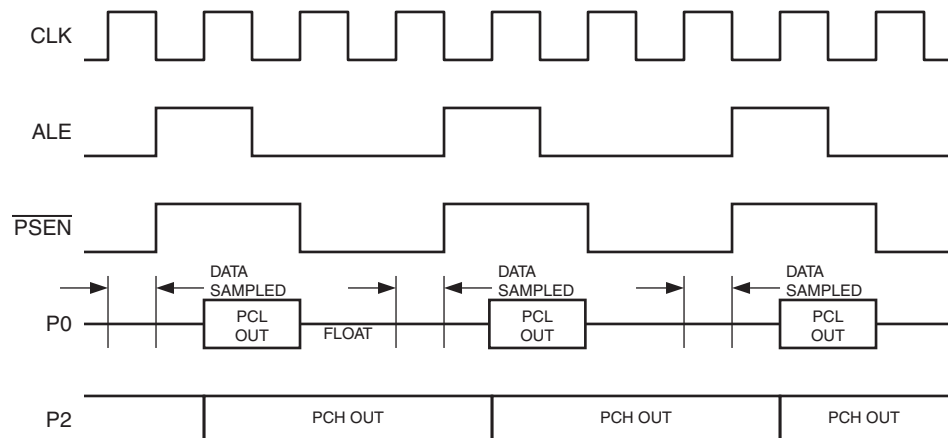 CLK
ALE
PSEN
DATA
SAMPLED
DATA
SAMPLED
DATA
SAMPLED
P0
PCL
OUT
FLOAT
PCL
OUT
PCL
OUT
P2
PCH OUT
PCH OUT
PCH OUT